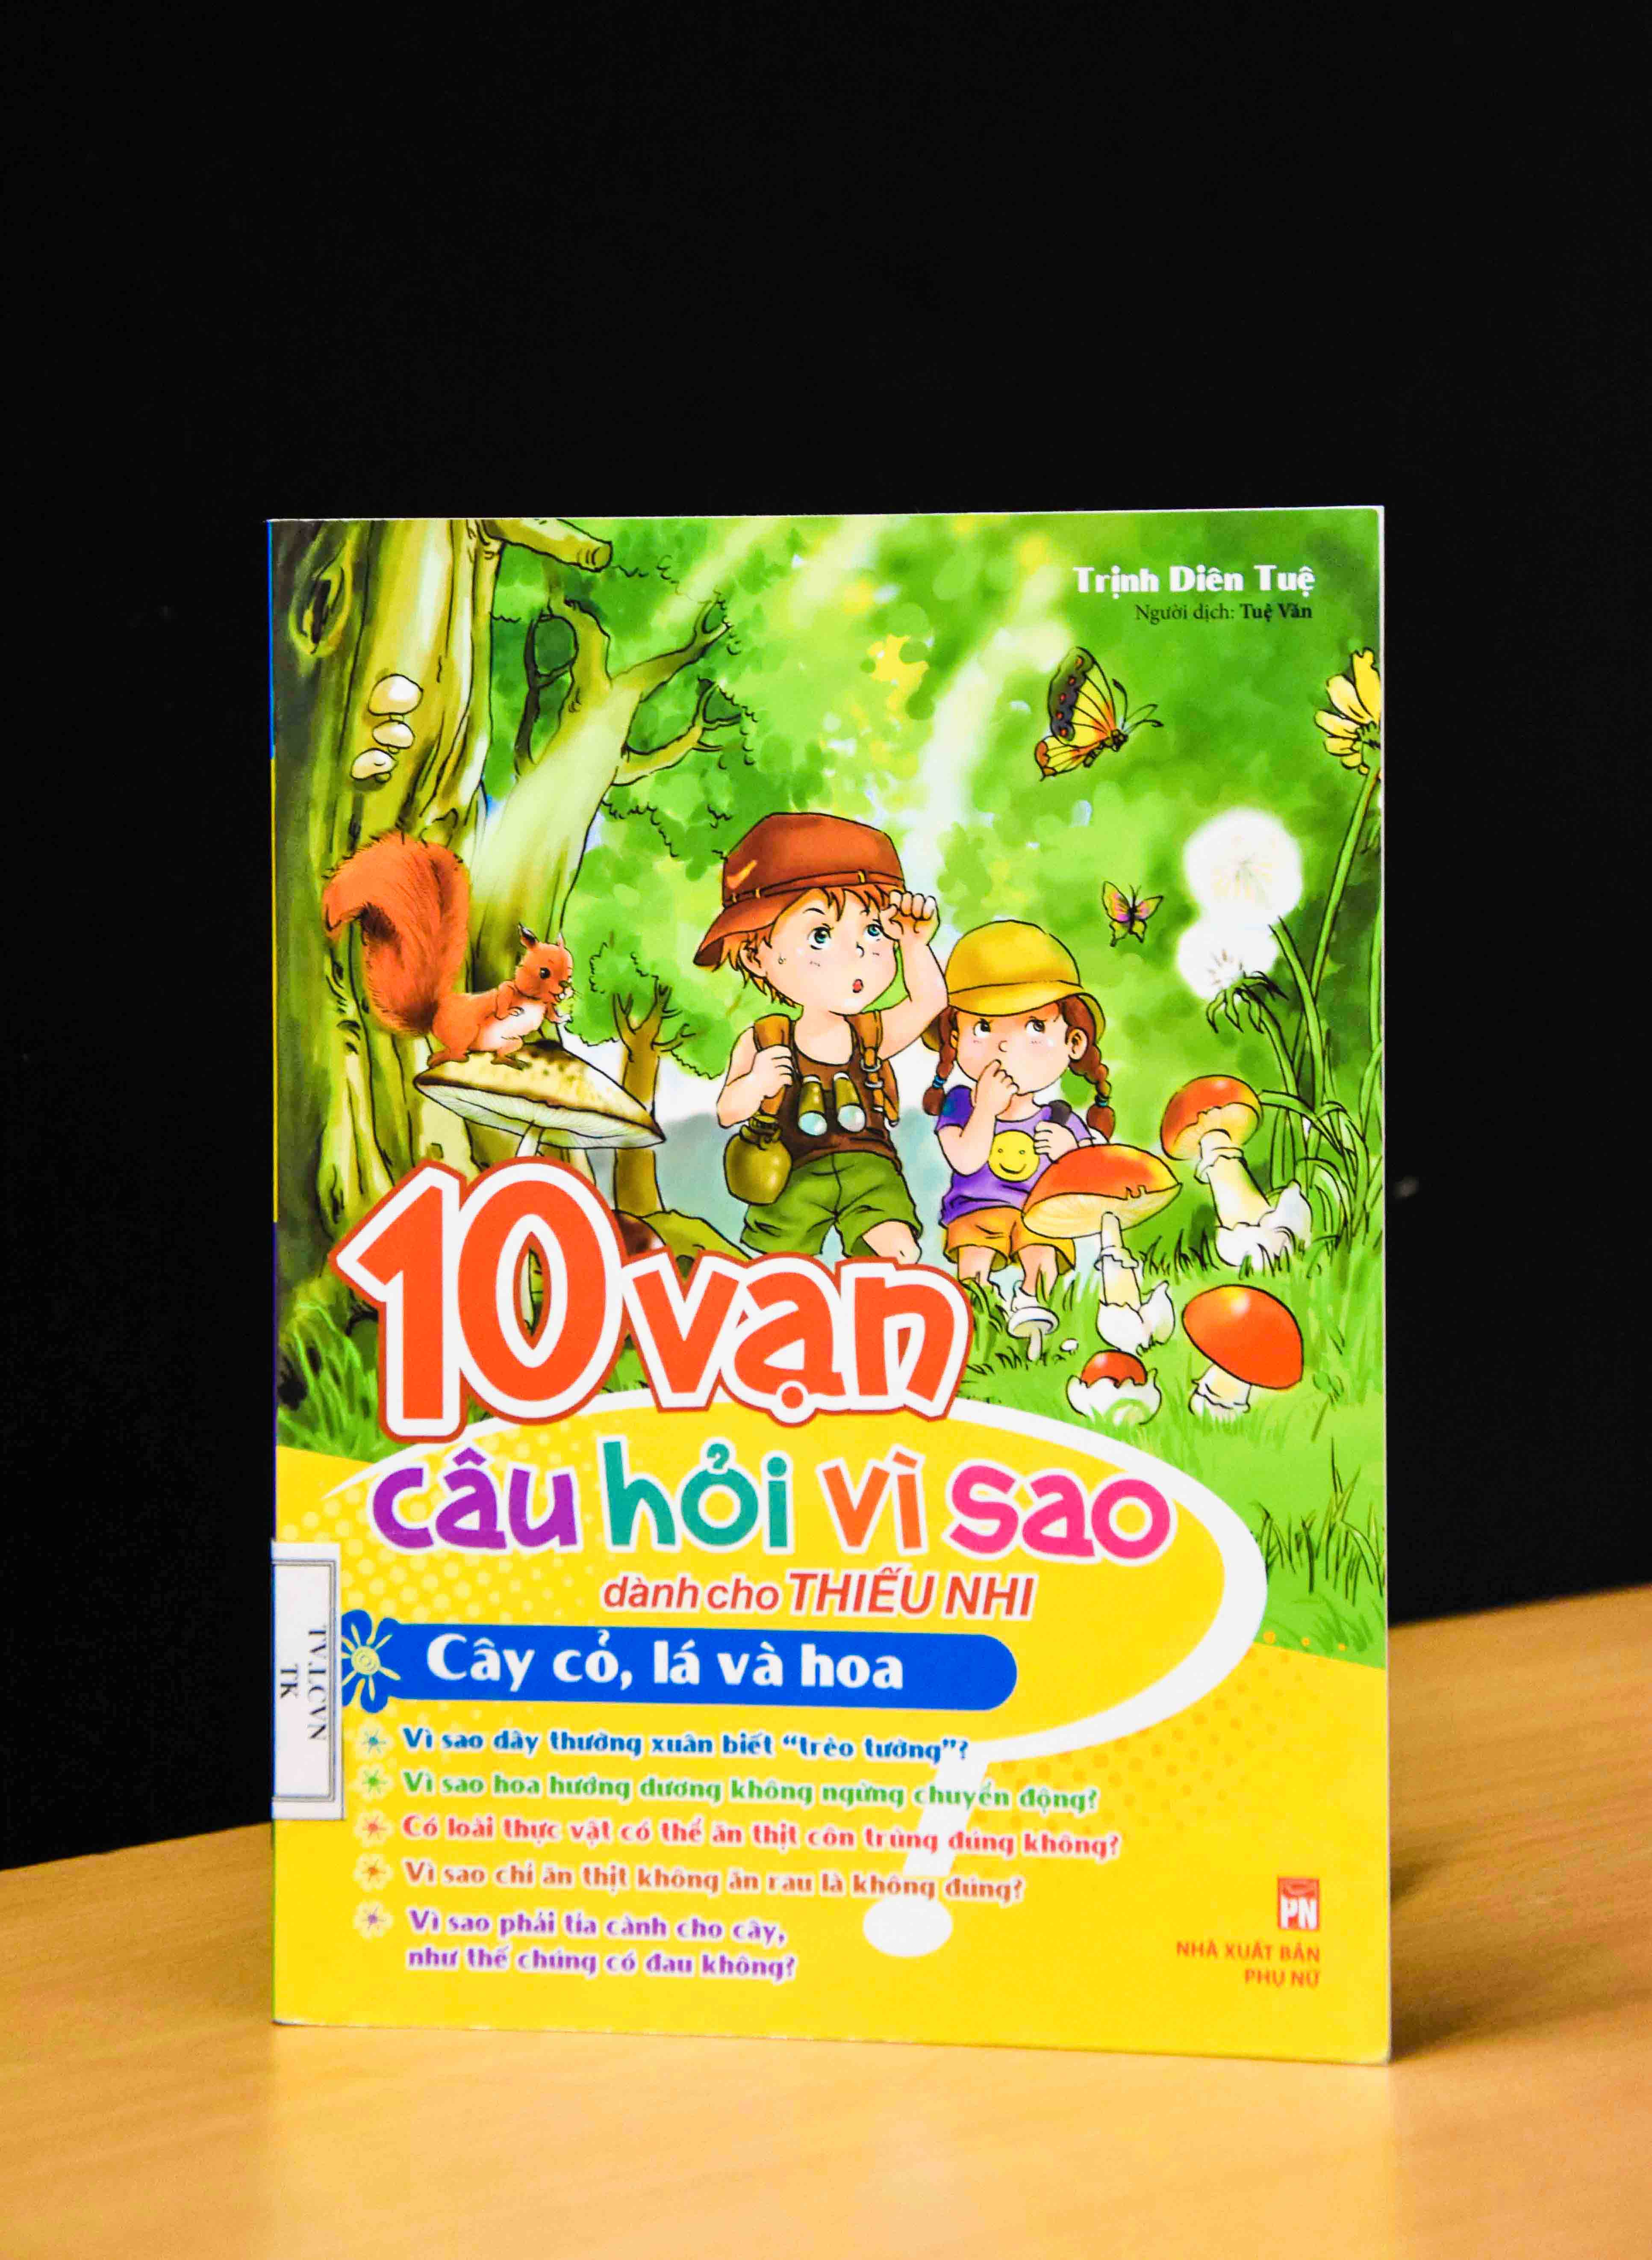 Trịnh Diên Tuệ
Người dịch: Tuệ Văn
10 vạn
câu hỏi vì sao
dành cho THIẾU NHI
Cây cỏ, lá và hoa
Vì sao dây thường xuân biết “trèo tường”?
Vì sao hoa hướng dương không ngừng chuyển động?
Có loài thực vật có thể ăn thịt côn trùng đúng không?
Vì sao chỉ ăn thịt không ăn rau là không đúng?
Vì sao phải tỉa cành cho cây,
như thế chúng có đau không?
PN
NHÀ XUẤT BẢN
PHỤ NỮ
TV.LCVN
TK